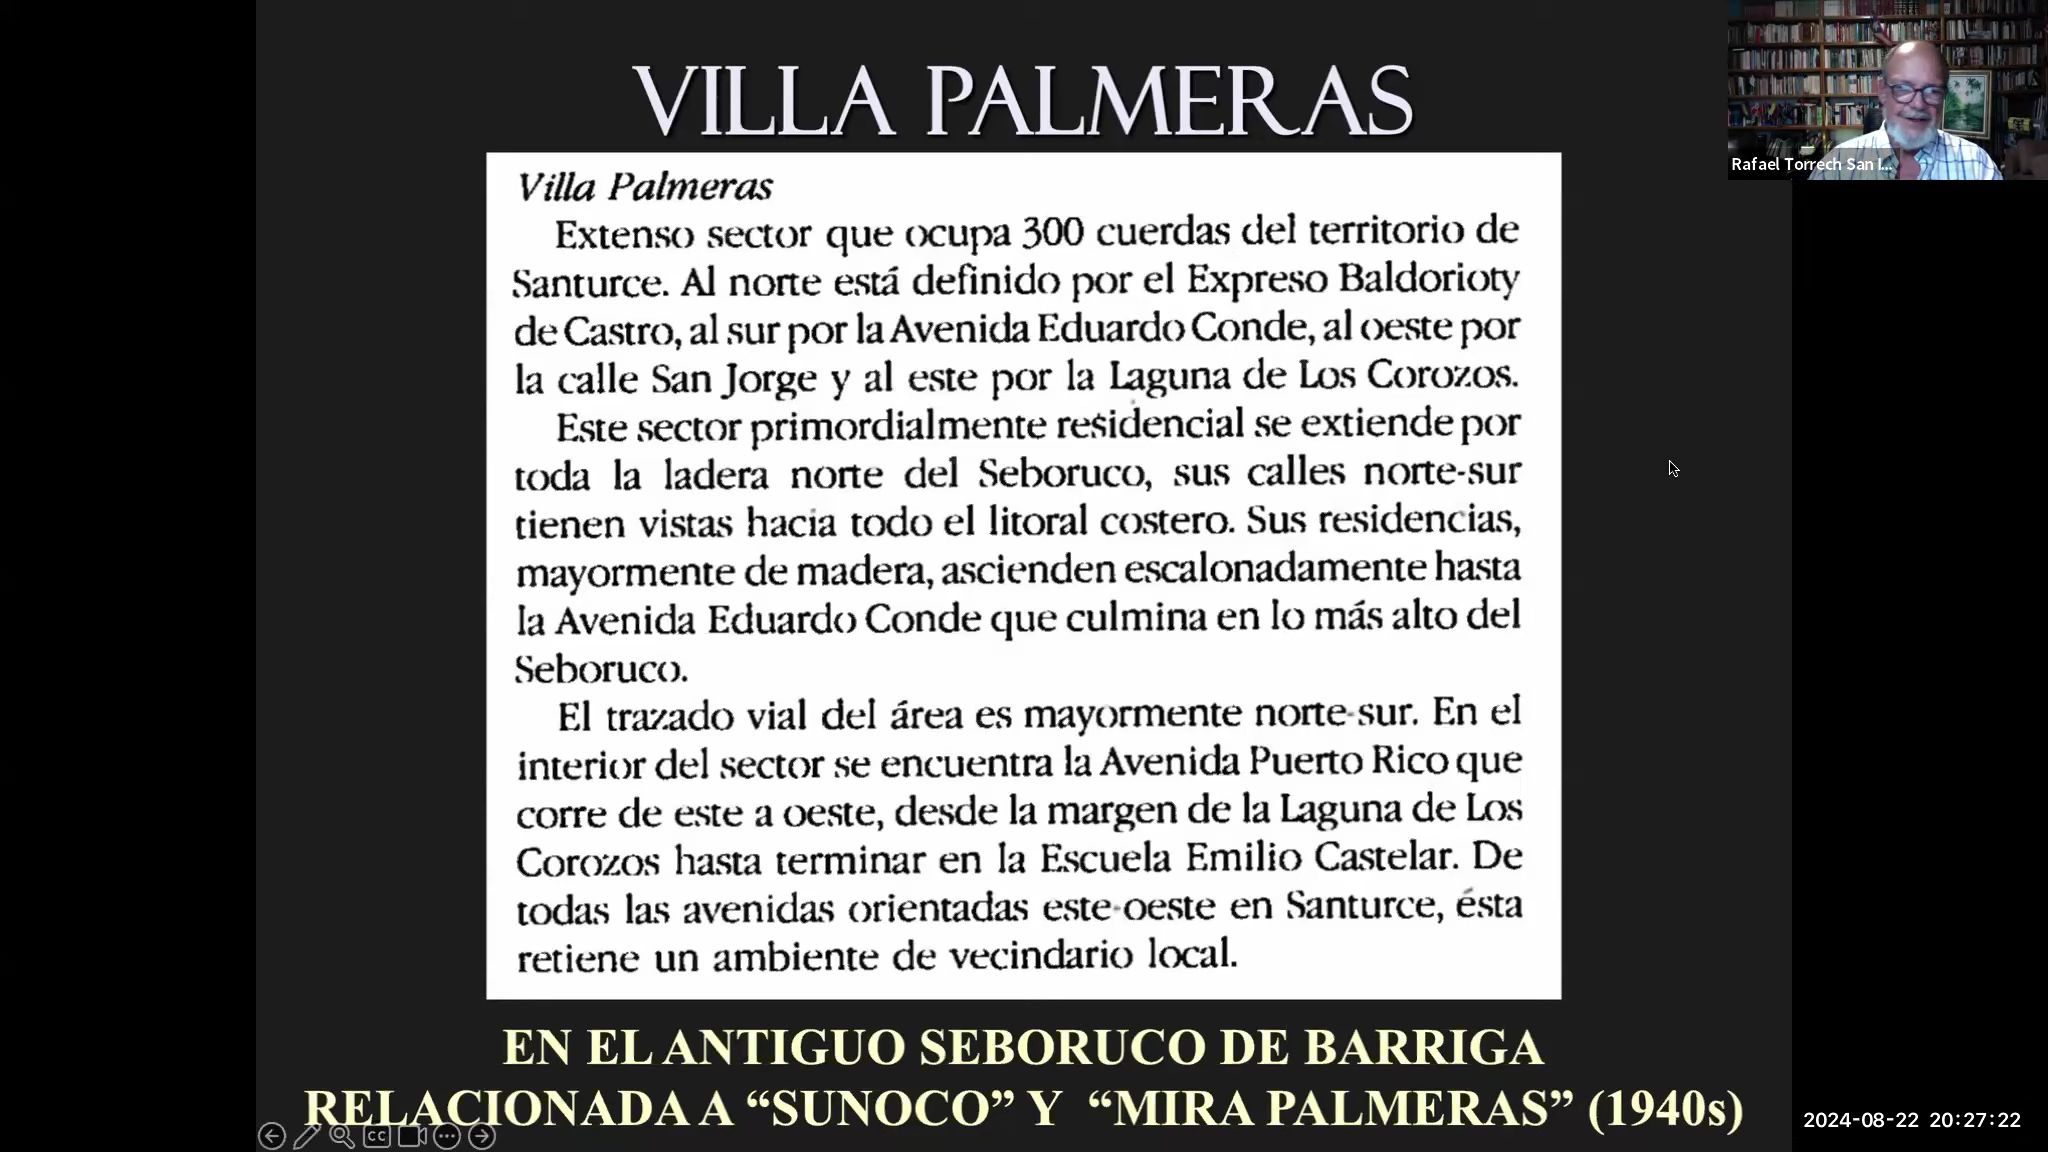 VILLA PALMERAS
Villa Palmeras
Extenso sector que ocupa 300 cuerdas del territorio de
Santurce. Al norte está definido por el Expreso Baldorioty
de Castro, al sur por la Avenida Eduardo Conde, al oeste por
la calle San Jorge y al este por la Laguna de Los Corozos.
Este sector primordialmente residencial se extiende por
toda la ladera norte del Seboruco, sus calles norte-sur
tienen vistas hacia todo el litoral costero. Sus residencias,
mayormente de madera, ascienden escalonadamente hasta
la Avenida Eduardo Conde que culmina en lo más alto del
Seboruco.
El trazado vial del área es mayormente norte-sur. En el
interior del sector se encuentra la Avenida Puerto Rico que
corre de este a oeste, desde la margen de la Laguna de Los
Corozos hasta terminar en la Escuela Emilio Castelar. De
todas las avenidas orientadas este-oeste en Santurce, ésta
retiene un ambiente de vecindario local.
EN EL ANTIGUO SEBORUCO DE BARRIGA
RELACIONADA A “SUNOCO” Y “MIRA PALMERAS” (1940s)
Rafael Torrech San I...
CC
2024-08-22 20:27:22